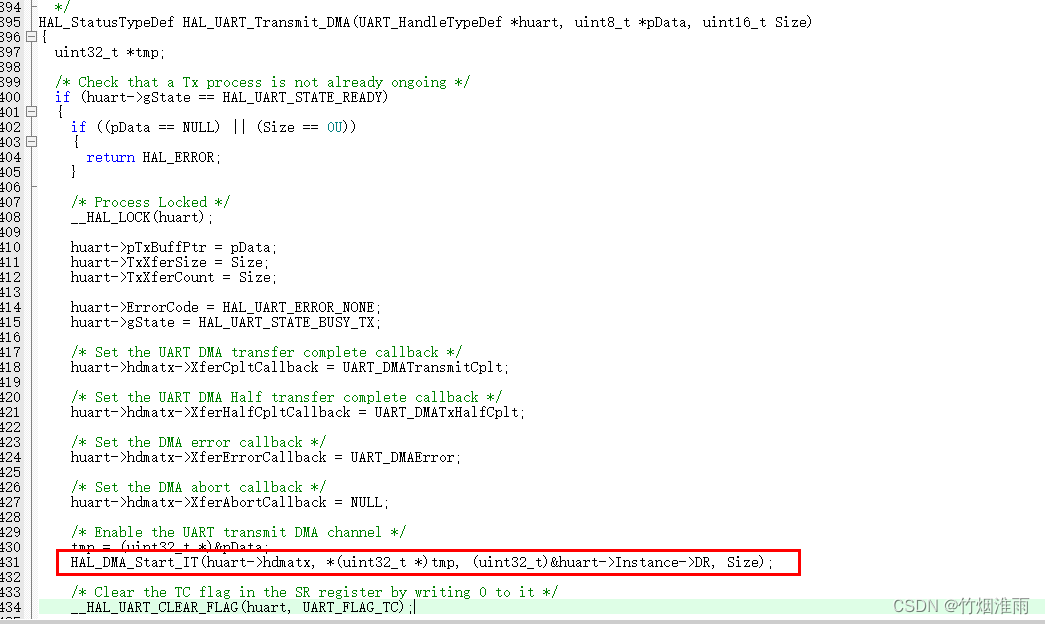 394 */
395 HAL_StatusTypeDef HAL_UART_Transmit_DMA(UART_HandleTypeDef *huart, uint8_t *pData, uint16_t Size)
396 {
397 uint32_t *tmp;
398
399 /* Check that a Tx process is not already ongoing */
400 if (huart->gState == HAL_UART_STATE_READY)
401 {
402 if ((pData == NULL) || (Size == 0U))
403 {
404 return HAL_ERROR;
405 }
406
407 /* Process Locked */
408 __HAL_LOCK(huart);
409
410 huart->pTxBuffPtr = pData;
411 huart->TxXferSize = Size;
412 huart->TxXferCount = Size;
413
414 huart->ErrorCode = HAL_UART_ERROR_NONE;
415 huart->gState = HAL_UART_STATE_BUSY_TX;
416
417 /* Set the UART DMA transfer complete callback */
418 huart->hdmatx->XferCpltCallback = UART_DMATransmitCplt;
419
420 /* Set the UART DMA Half transfer complete callback */
421 huart->hdmatx->XferHalfCpltCallback = UART_DMATxHalfCplt;
422
423 /* Set the DMA error callback */
424 huart->hdmatx->XferErrorCallback = UART_DMAError;
425
426 /* Set the DMA abort callback */
427 huart->hdmatx->XferAbortCallback = NULL;
428
429 /* Enable the UART transmit DMA channel */
430 tmp = (uint32_t *)&pData;
431 HAL_DMA_Start_IT(huart->hdmatx, *(uint32_t *)tmp, (uint32_t)&huart->Instance->DR, Size);
432
433 /* Clear the TC flag in the SR register by writing 0 to it */
434 __HAL_UART_CLEAR_FLAG(huart, UART_FLAG_TC);
CSDN @竹烟淮雨